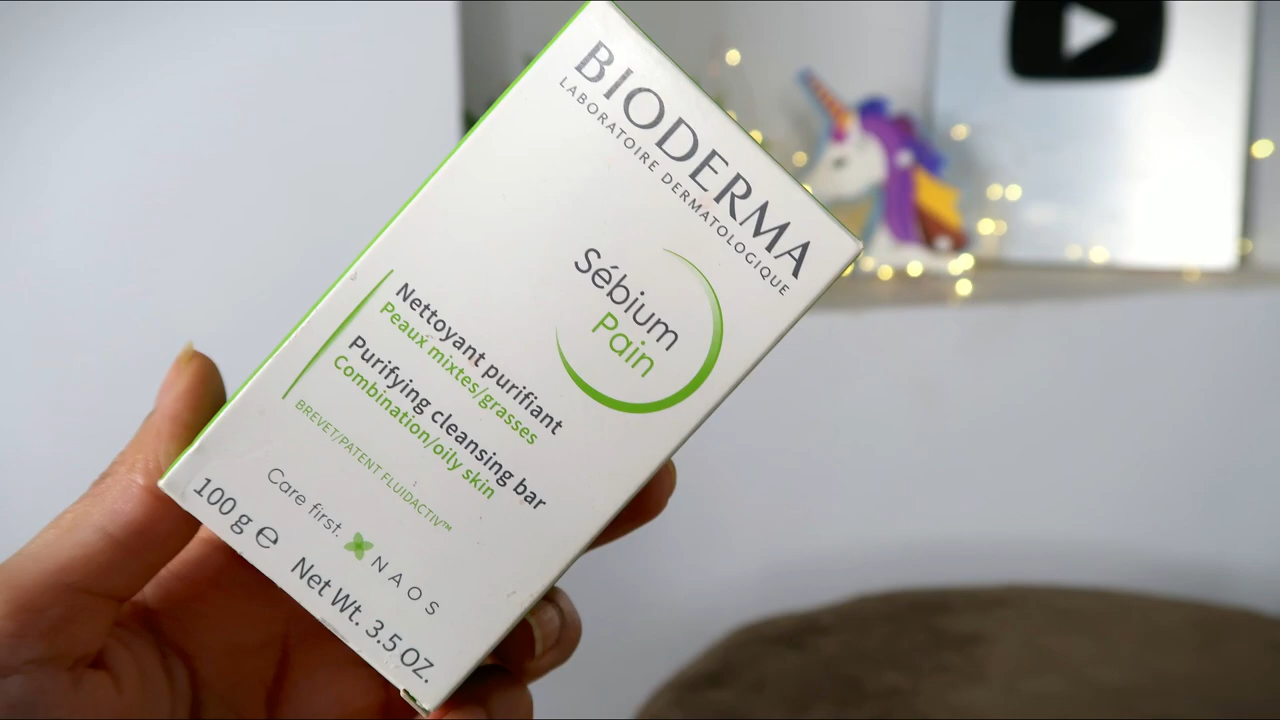 BIODERMA
LABORATOIRE DERMATOLOGIQUE
Sébium
Pain
Nettoyant purifiant
Peaux mixtes/grasses
Purifying cleansing bar
Combination/oily skin
BREVET/PATENT FLUIDACTIV™
Care first.
NAOS
100 g ℮ Net Wt. 3.5 OZ.